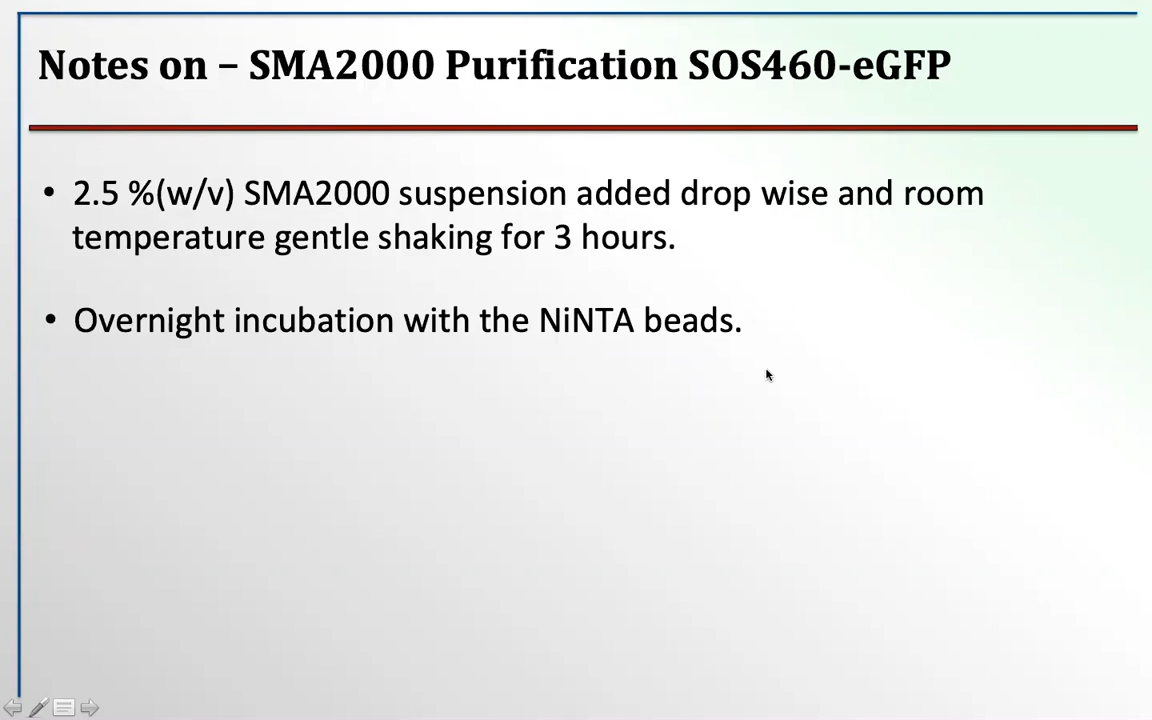 Notes on – SMA2000 Purification SOS460-eGFP
• 2.5 %(w/v) SMA2000 suspension added drop wise and room
temperature gentle shaking for 3 hours.
• Overnight incubation with the NiNTA beads.